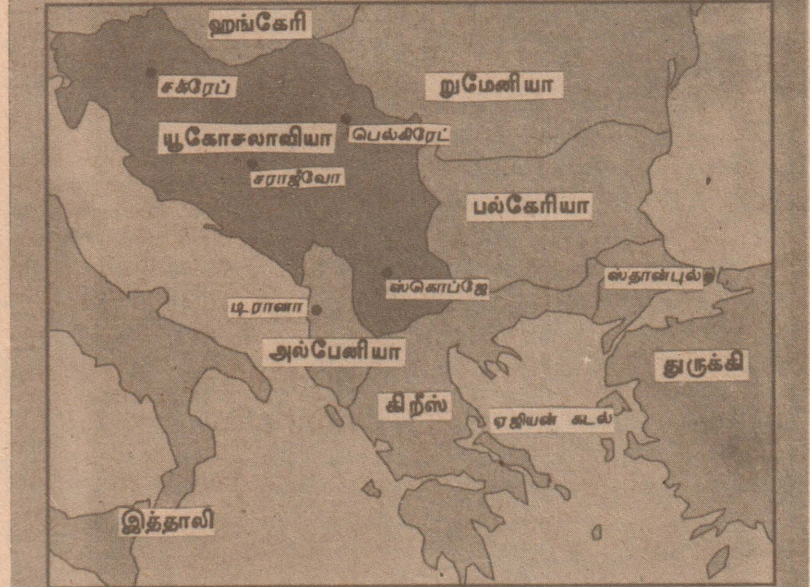 ஹங்கேரி
றுமேனியா
சக்ரேப்
யூகோசலாவியா
பெல்கிரேட்
சராஜீவோ
பல்கேரியா
ஸ்தான்புல்
ஸ்கொப்ஜே
டிரானா
அல்பேனியா
துருக்கி
கிறீஸ்
ஏஜியன் கடல்
இத்தாலி